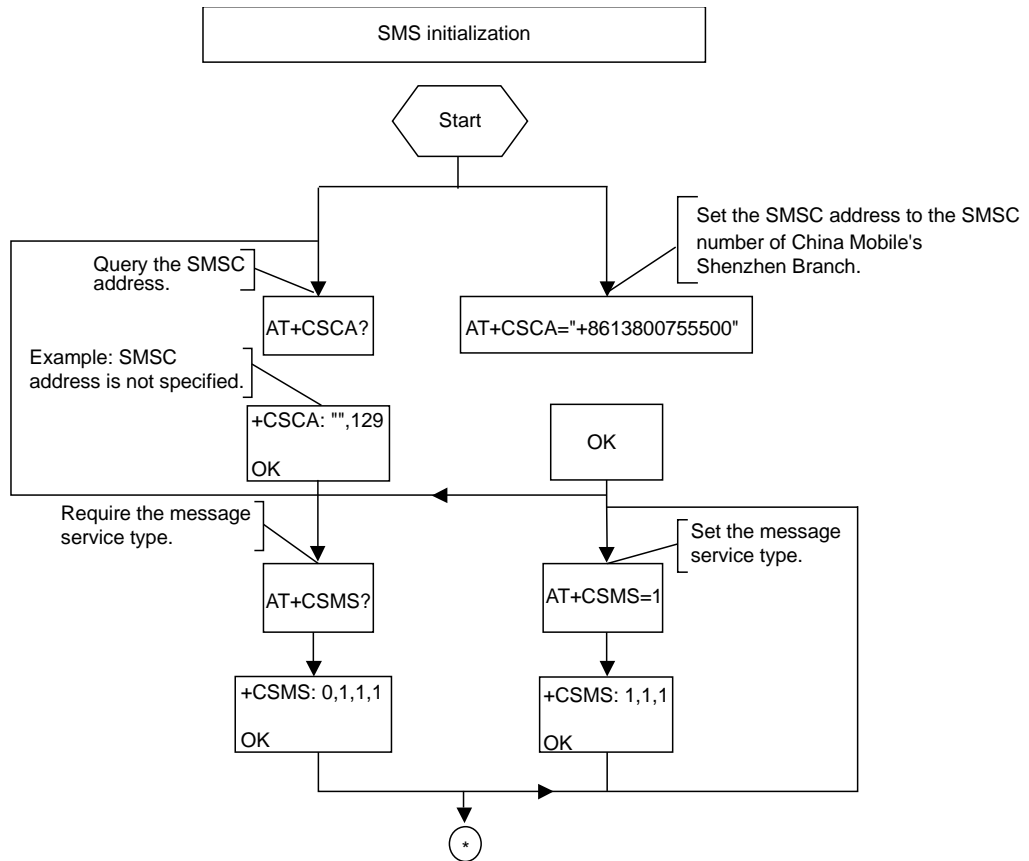 SMS initialization
Start
Set the SMSC address to the SMSC
number of China Mobile's
Shenzhen Branch.
Query the SMSC
address.
AT+CSCA?
AT+CSCA="+8613800755500"
Example: SMSC
address is not specified.
+CSCA: "",129
OK
OK
Require the message
service type.
Set the message
service type.
AT+CSMS?
AT+CSMS=1
+CSMS: 0,1,1,1
OK
+CSMS: 1,1,1
OK
*